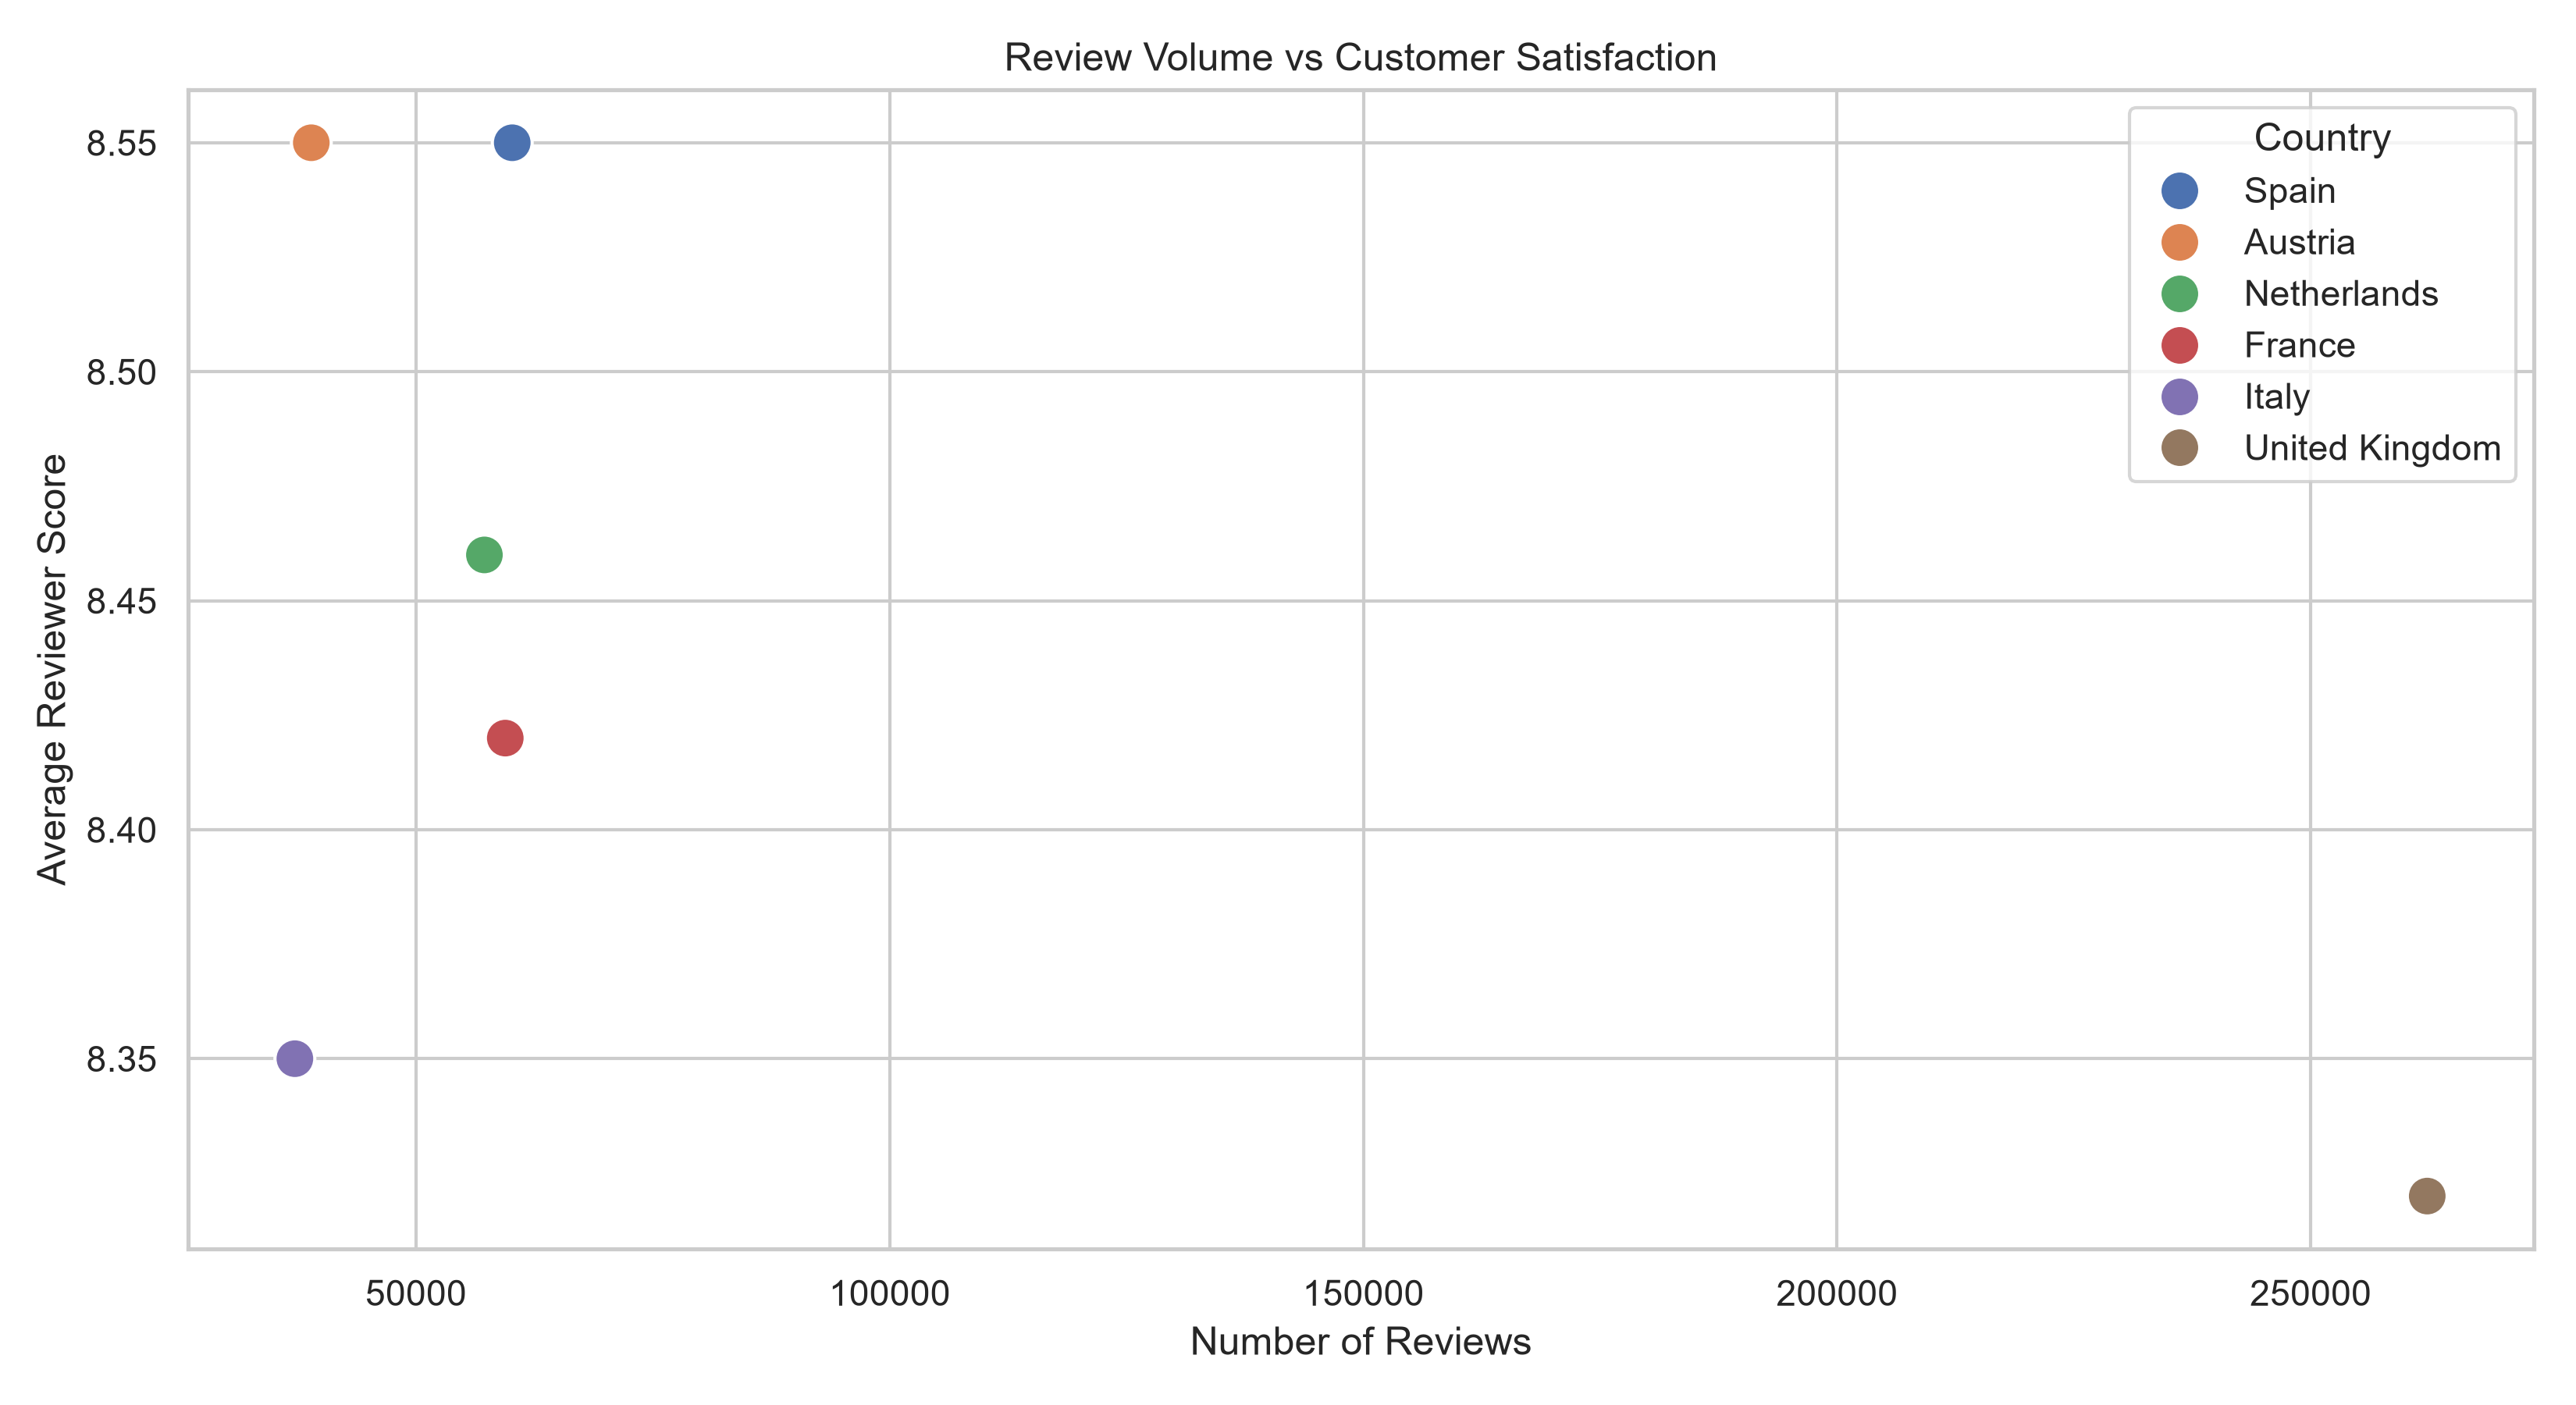 Review Volume vs Customer Satisfaction
Country
Spain
Austria
Netherlands
France
Italy
United Kingdom
Average Reviewer Score
8.55
8.50
8.45
8.40
8.35
50000
100000
150000
200000
250000
Number of Reviews